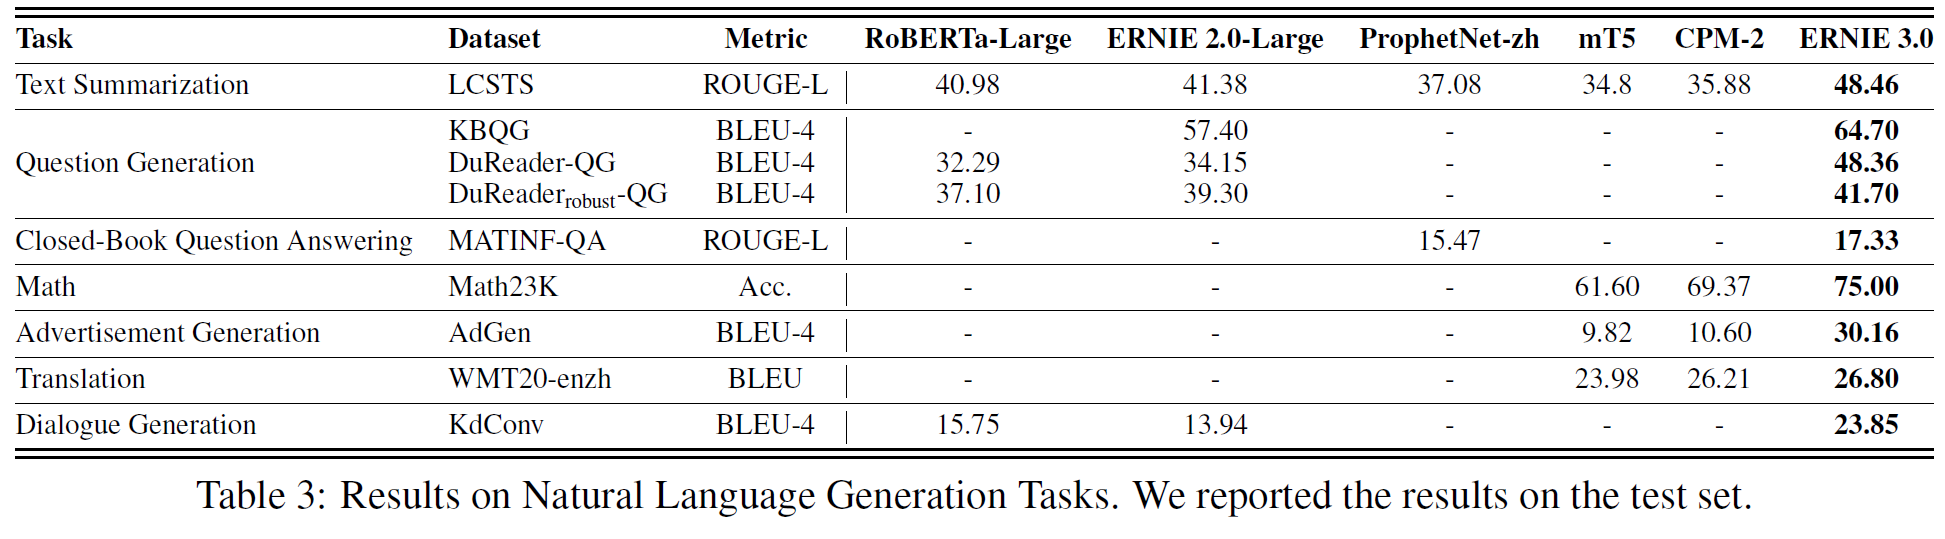 Task Dataset Metric RoBERTa-Large ERNIE 2.0-Large ProphetNet-zh mT5 CPM-2 ERNIE 3.0
Text Summarization LCSTS ROUGE-L 40.98 41.38 37.08 34.8 35.88 48.46
KBQG BLEU-4 - 57.40 - - - 64.70
Question Generation DuReader-QG BLEU-4 32.29 34.15 - - - 48.36
DuReaderrobust-QG BLEU-4 37.10 39.30 - - - 41.70
Closed-Book Question Answering MATINF-QA ROUGE-L - - 15.47 - - 17.33
Math Math23K Acc. - - - 61.60 69.37 75.00
Advertisement Generation AdGen BLEU-4 - - - 9.82 10.60 30.16
Translation WMT20-enzh BLEU - - - 23.98 26.21 26.80
Dialogue Generation KdConv BLEU-4 15.75 13.94 - - - 23.85
Table 3: Results on Natural Language Generation Tasks. We reported the results on the test set.